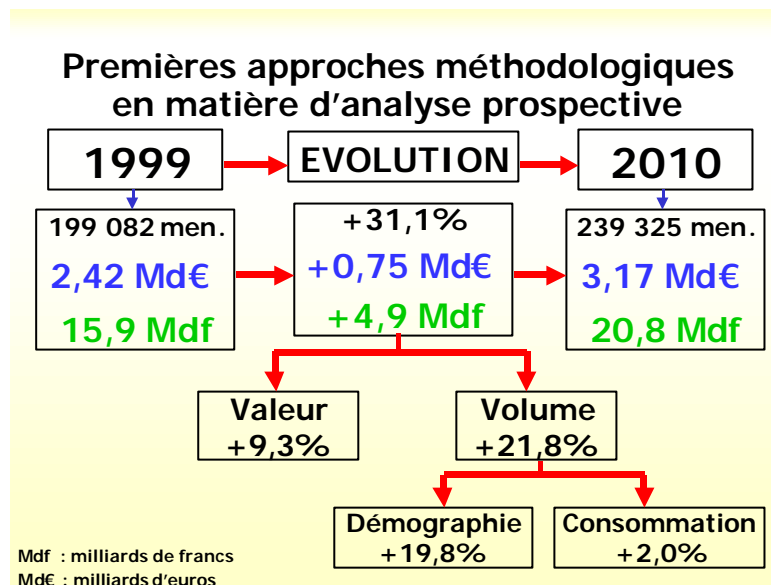 Premières approches méthodologiques
en matière d'analyse prospective
1999
EVOLUTION
2010
199 082 men.
2,42 Md€
15,9 Mdf
+31,1%
+0,75 Md€
+4,9 Mdf
239 325 men.
3,17 Md€
20,8 Mdf
Valeur
+9,3%
Volume
+21,8%
Démographie
+19,8%
Consommation
+2,0%
Mdf : milliards de francs
Md€ : milliards d'euros